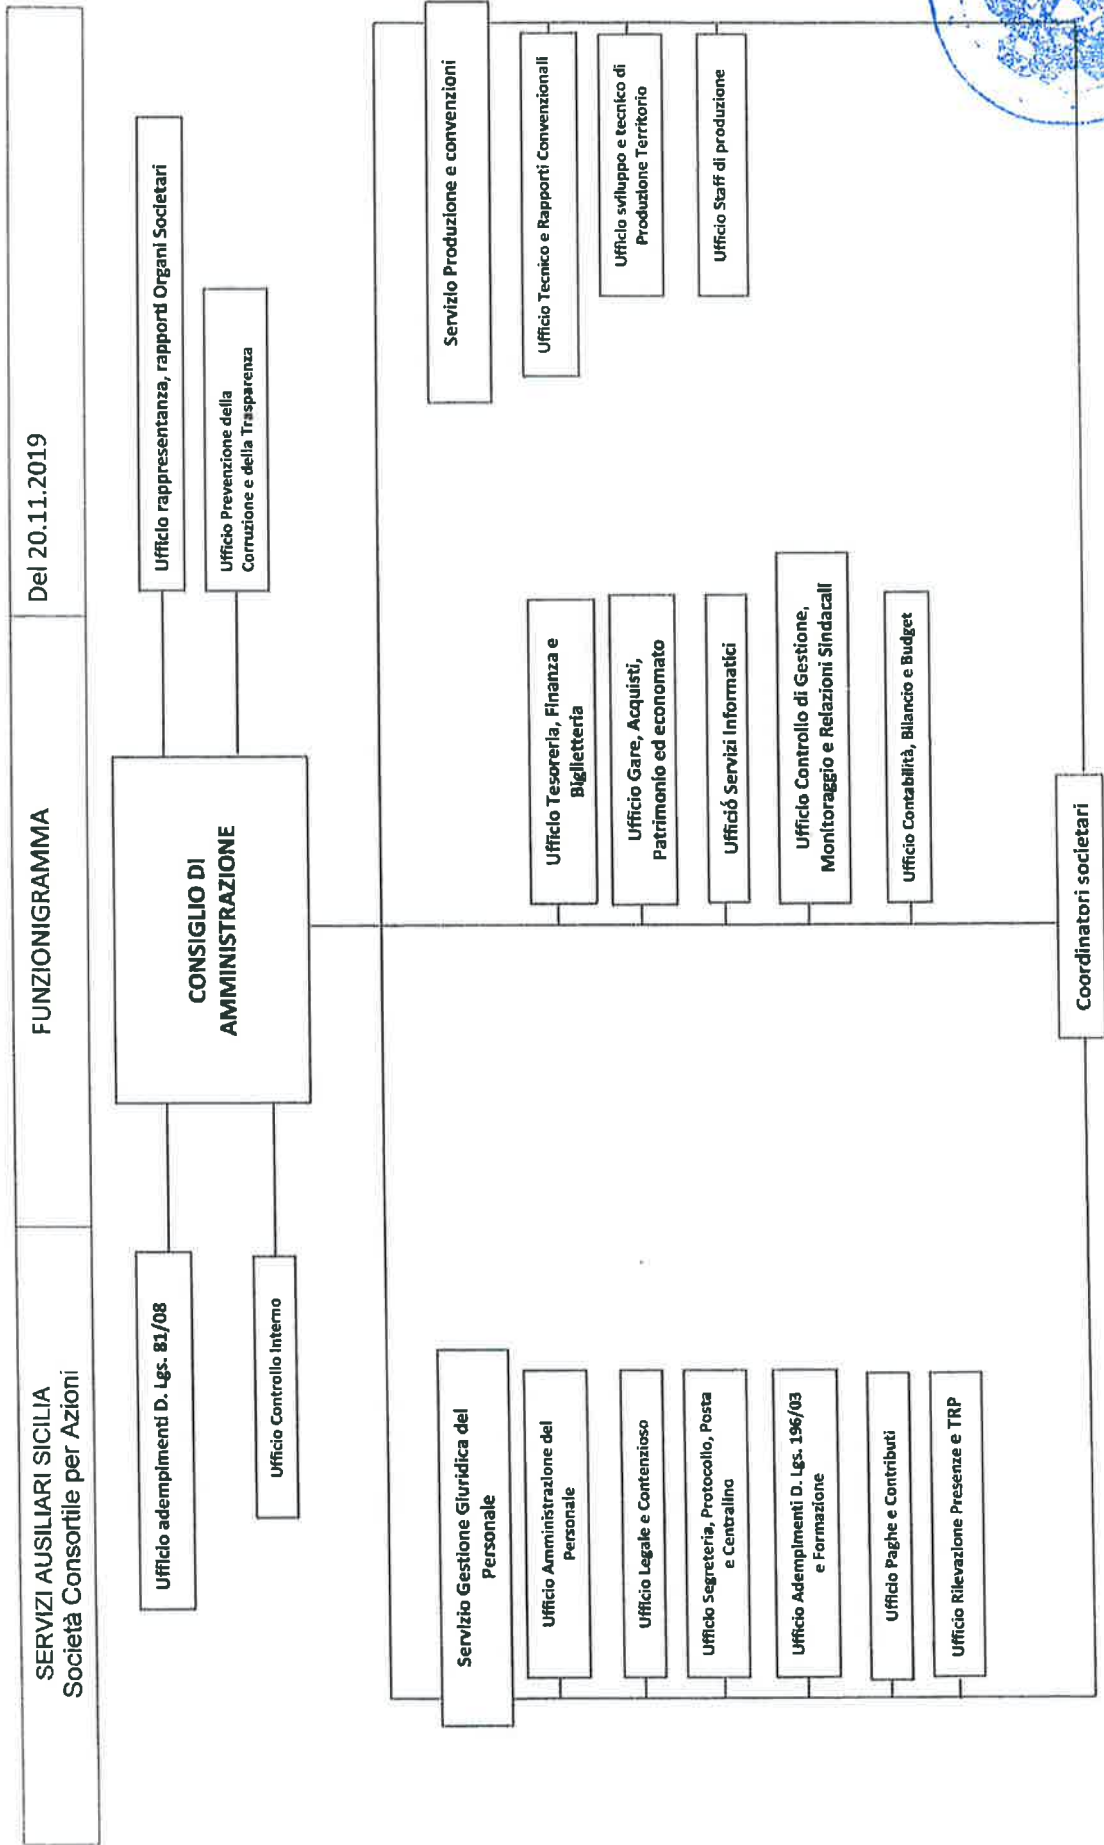 SERVIZI AUSILIARI SICILIA
Società Consortile per Azioni
FUNZIONIGRAMMA
Del 20.11.2019
CONSIGLIO DI
AMMINISTRAZIONE
Ufficio adempimenti D. Lgs. 81/08
Ufficio Controllo Interno
Ufficio rappresentanza, rapporti Organi Societari
Ufficio Prevenzione della
Corruzione e della Trasparenza
Servizio Gestione Giuridica del
Personale
Ufficio Amministrazione del
Personale
Ufficio Legale e Contenzioso
Ufficio Segreteria, Protocollo, Posta
e Centralino
Ufficio Adempimenti D. Lgs. 196/03
e Formazione
Ufficio Paghe e Contributi
Ufficio Rilevazione Presenze e TRP
Ufficio Tesoreria, Finanza e
Biglietteria
Ufficio Gare, Acquisti,
Patrimonio ed economato
Ufficio Servizi Informatici
Ufficio Controllo di Gestione,
Monitoraggio e Relazioni Sindacali
Ufficio Contabilità, Bilancio e Budget
Servizio Produzione e convenzioni
Ufficio Tecnico e Rapporti Convenzionali
Ufficio sviluppo e tecnico di
Produzione Territorio
Ufficio Staff di produzione
Coordinatori societari